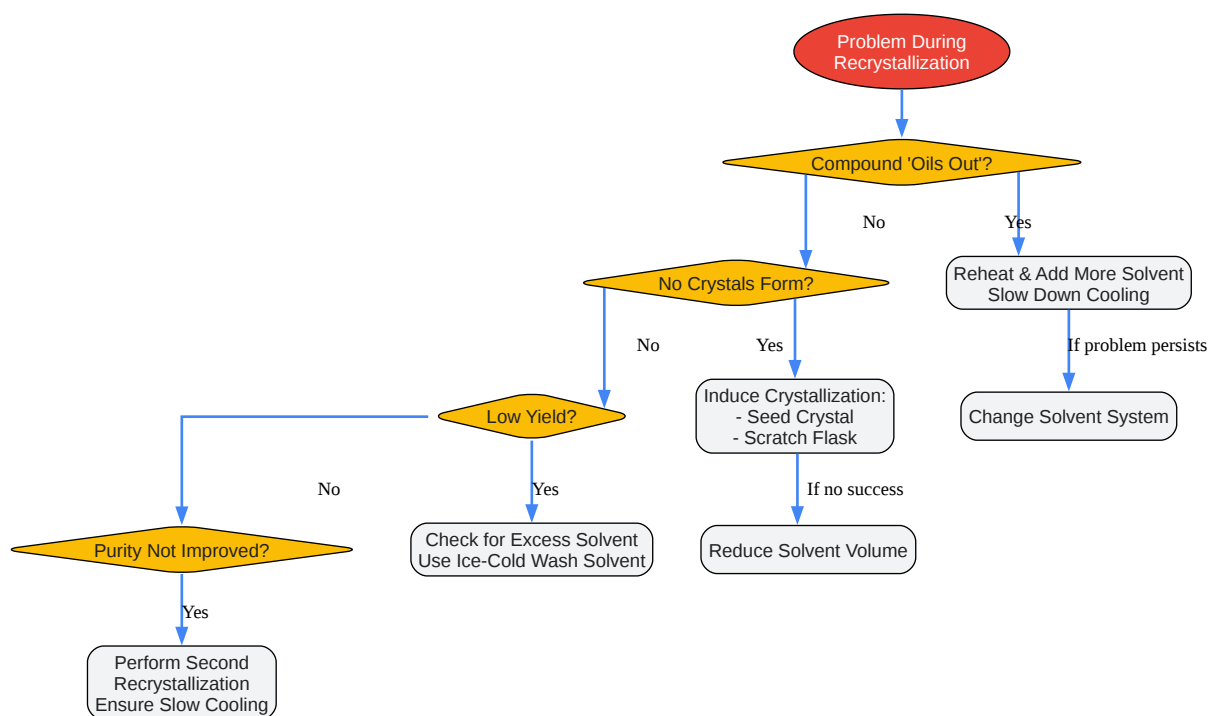 Problem During
Recrystallization
Compound 'Oils Out'?
No
Yes
No Crystals Form?
Reheat & Add More Solvent
Slow Down Cooling
No
Yes
If problem persists
Low Yield?
Induce Crystallization:
- Seed Crystal
- Scratch Flask
Change Solvent System
No
Yes
If no success
Purity Not Improved?
Check for Excess Solvent
Use Ice-Cold Wash Solvent
Reduce Solvent Volume
Yes
Perform Second
Recrystallization
Ensure Slow Cooling